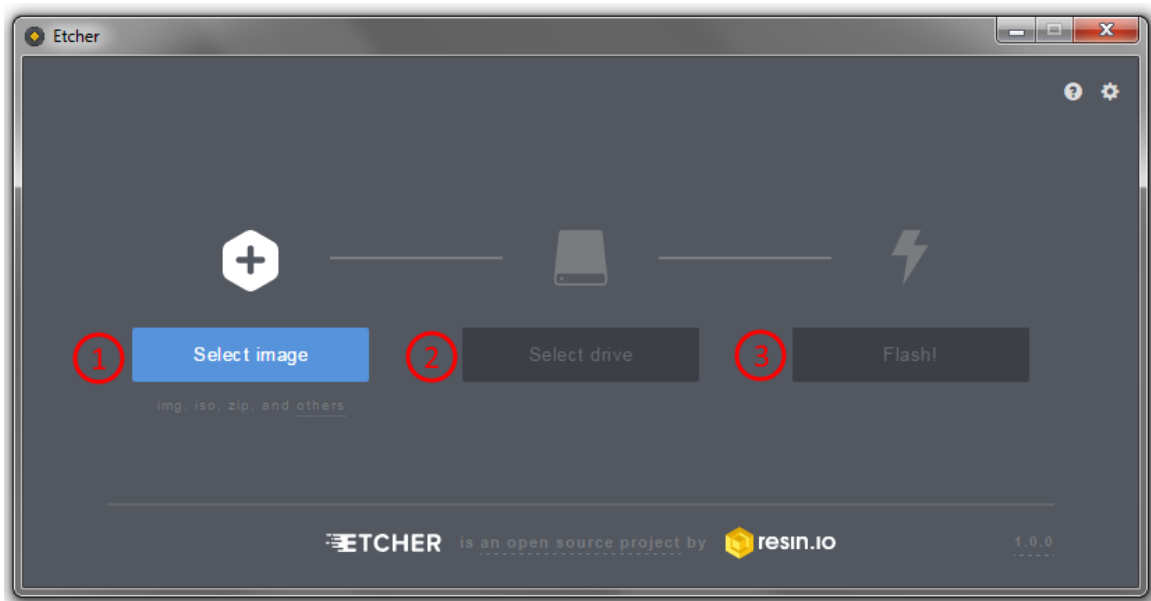 Etcher
1 Select image 2 Select drive 3 Flash!
img, iso, zip, and others
ETCHER is an open source project by resin.io 1.0.0